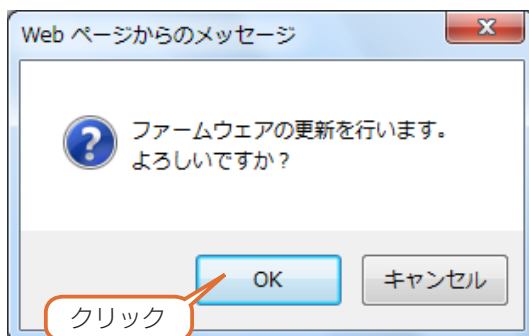 Web ページからのメッセージ
ファームウェアの更新を行います。
よろしいですか？
OK
キャンセル
クリック